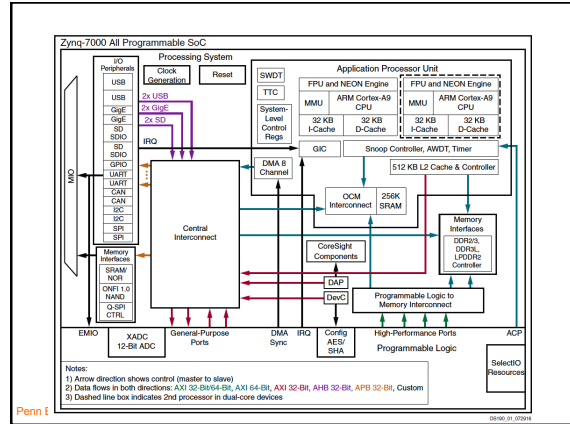 Zynq-7000 All Programmable SoC
I/O
Peripherals
USB
USB
GigE
GigE
SD
SDIO
SD
SDIO
GPIO
UART
UART
CAN
CAN
I2C
I2C
SPI
SPI
Memory
Interfaces
SRAM/
NOR
ONFI 1.0
NAND
Q-SPI
CTRL
MIO
Processing System
Clock
Generation
Reset
2x USB
2x GigE
2x SD
IRQ
Central
Interconnect
Application Processor Unit
SWDT
TTC
System-
Level
Control
Regs
FPU and NEON Engine
MMU
ARM Cortex-A9
CPU
32 KB
I-Cache
32 KB
D-Cache
FPU and NEON Engine
MMU
ARM Cortex-A9
CPU
32 KB
I-Cache
32 KB
D-Cache
GIC
Snoop Controller, AWDT, Timer
DMA 8
Channel
512 KB L2 Cache & Controller
OCM
Interconnect
256K
SRAM
CoreSight
Components
DAP
DevC
Memory
Interfaces
DDR2/3,
DDR3L,
LPDDR2
Controller
Programmable Logic to
Memory Interconnect
EMIO
XADC
12-Bit ADC
General-Purpose
Ports
DMA
Sync
IRQ
Config
AES/
SHA
High-Performance Ports
ACP
Programmable Logic
SelectIO
Resources
Notes:
1) Arrow direction shows control (master to slave)
2) Data flows in both directions: AXI 32-Bit/64-Bit, AXI 64-Bit, AXI 32-Bit, AHB 32-Bit, APB 32-Bit, Custom
3) Dashed line box indicates 2nd processor in dual-core devices
Penn
DS190_01_072916